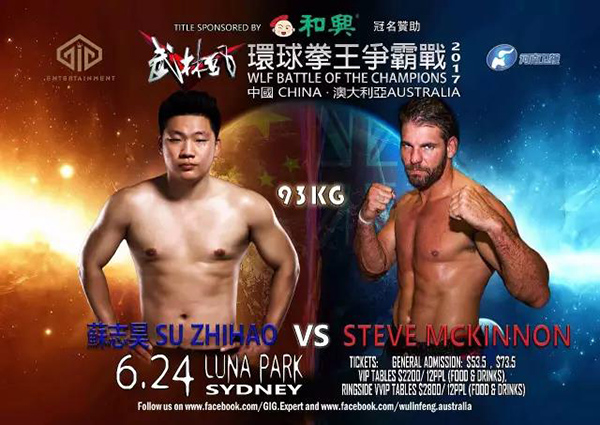 TITLE SPONSORED BY 和興 冠名贊助
GIG
ENTERTAINMENT
武林风 環球拳王爭霸戰 2017
WLF BATTLE OF THE CHAMPIONS
中國 CHINA · 澳大利亞AUSTRALIA
93KG
蘇志昊 SU ZHIHAO VS STEVE MCKINNON
6.24 LUNA PARK
SYDNEY
TICKETS: GENERAL ADMISSION: $53.5 , $73.5
VIP TABLES $2200/ 12PPL (FOOD & DRINKS),
RINGSIDE VVIP TABLES $2800/ 12PPL (FOOD & DRINKS)
Follow us on www.facebook.com/GIG.Expert and www.facebook.com/wulinfeng.australia